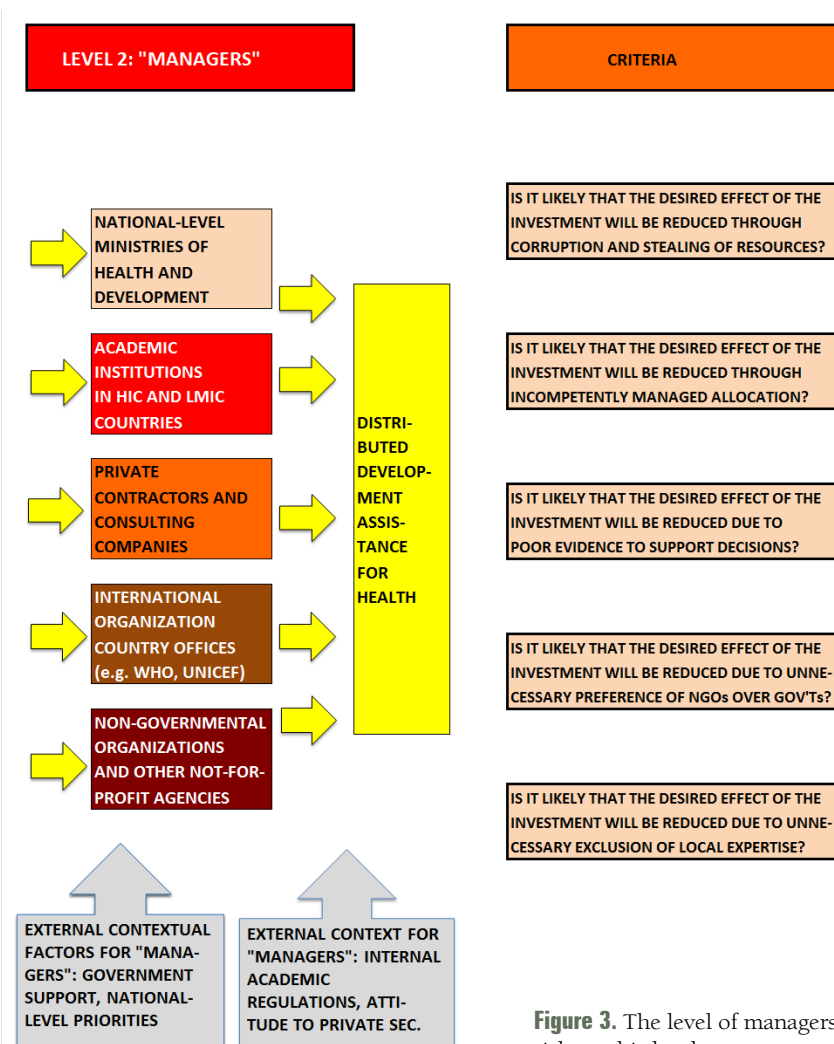 LEVEL 2: "MANAGERS"
NATIONAL-LEVEL
MINISTRIES OF
HEALTH AND
DEVELOPMENT
ACADEMIC
INSTITUTIONS
IN HIC AND LMIC
COUNTRIES
PRIVATE
CONTRACTORS AND
CONSULTING
COMPANIES
INTERNATIONAL
ORGANIZATION
COUNTRY OFFICES
(e.g. WHO, UNICEF)
NON-GOVERNMENTAL
ORGANIZATIONS
AND OTHER NOT-FOR-
PROFIT AGENCIES
DISTRI-
BUTED
DEVELOP-
MENT
ASSIS-
TANCE
FOR
HEALTH
EXTERNAL CONTEXTUAL
FACTORS FOR "MANA-
GERS": GOVERNMENT
SUPPORT, NATIONAL-
LEVEL PRIORITIES
EXTERNAL CONTEXT FOR
"MANAGERS": INTERNAL
ACADEMIC
REGULATIONS, ATTI-
TUDE TO PRIVATE SEC.
CRITERIA
IS IT LIKELY THAT THE DESIRED EFFECT OF THE
INVESTMENT WILL BE REDUCED THROUGH
CORRUPTION AND STEALING OF RESOURCES?
IS IT LIKELY THAT THE DESIRED EFFECT OF THE
INVESTMENT WILL BE REDUCED THROUGH
INCOMPETENTLY MANAGED ALLOCATION?
IS IT LIKELY THAT THE DESIRED EFFECT OF THE
INVESTMENT WILL BE REDUCED DUE TO
POOR EVIDENCE TO SUPPORT DECISIONS?
IS IT LIKELY THAT THE DESIRED EFFECT OF THE
INVESTMENT WILL BE REDUCED DUE TO UNNE-
CESSARY PREFERENCE OF NGOs OVER GOV'Ts?
IS IT LIKELY THAT THE DESIRED EFFECT OF THE
INVESTMENT WILL BE REDUCED DUE TO UNNE-
CESSARY EXCLUSION OF LOCAL EXPERTISE?
Figure 3. The level of managers